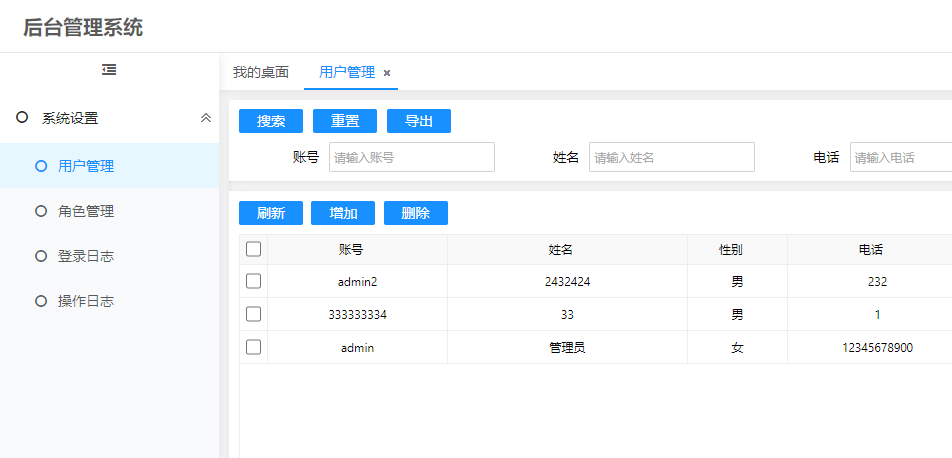 后台管理系统
我的桌面 用户管理 ×
系统设置
用户管理
角色管理
登录日志
操作日志
搜索 重置 导出
账号 请输入账号 姓名 请输入姓名 电话 请输入电话
刷新 增加 删除
账号 姓名 性别 电话
admin2 2432424 男 232
333333334 33 男 1
admin 管理员 女 12345678900